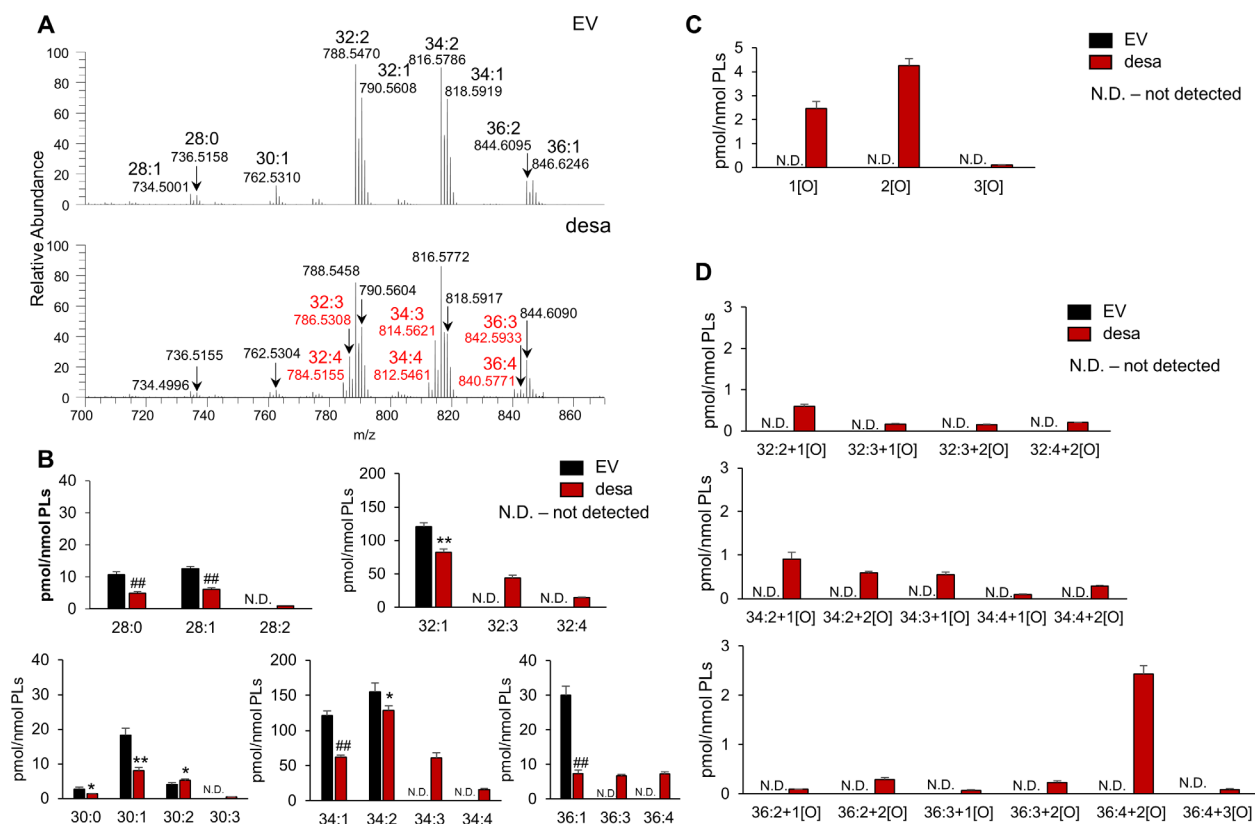 A
EV
Relative Abundance
100
80
60
40
20
0
28:1
734.5001
28:0
736.5158
30:1
762.5310
32:2
788.5470
32:1
790.5608
34:2
816.5786
34:1
818.5919
36:2
844.6095
36:1
846.6246
desa
100
80
60
40
20
0
734.4996
736.5155
762.5304
788.5458
790.5604
32:3
786.5308
32:4
784.5155
816.5772
818.5917
34:3
814.5621
34:4
812.5461
844.6090
36:3
842.5933
36:4
840.5771
700 720 740 760 780 800 820 840 860
m/z
B
EV
desa
N.D. – not detected
pmol/nmol PLs
40
30
20
10
0
## ## N.D.
28:0 28:1 28:2
pmol/nmol PLs
200
150
100
50
0
** N.D. N.D.
32:1 32:3 32:4
pmol/nmol PLs
40
30
20
10
0
* ** * N.D.
30:0 30:1 30:2 30:3
pmol/nmol PLs
200
150
100
50
0
## * N.D. N.D.
34:1 34:2 34:3 34:4
pmol/nmol PLs
40
30
20
10
0
## N.D. N.D.
36:1 36:3 36:4
C
EV
desa
N.D. – not detected
pmol/nmol PLs
5
4
3
2
1
0
N.D. N.D. N.D.
1[O] 2[O] 3[O]
D
EV
desa
N.D. – not detected
pmol/nmol PLs
3
2
1
0
N.D. N.D. N.D. N.D.
32:2+1[O] 32:3+1[O] 32:3+2[O] 32:4+2[O]
pmol/nmol PLs
3
2
1
0
N.D. N.D. N.D. N.D. N.D.
34:2+1[O] 34:2+2[O] 34:3+1[O] 34:4+1[O] 34:4+2[O]
pmol/nmol PLs
3
2
1
0
N.D. N.D. N.D. N.D. N.D. N.D.
36:2+1[O] 36:2+2[O] 36:3+1[O] 36:3+2[O] 36:4+2[O] 36:4+3[O]